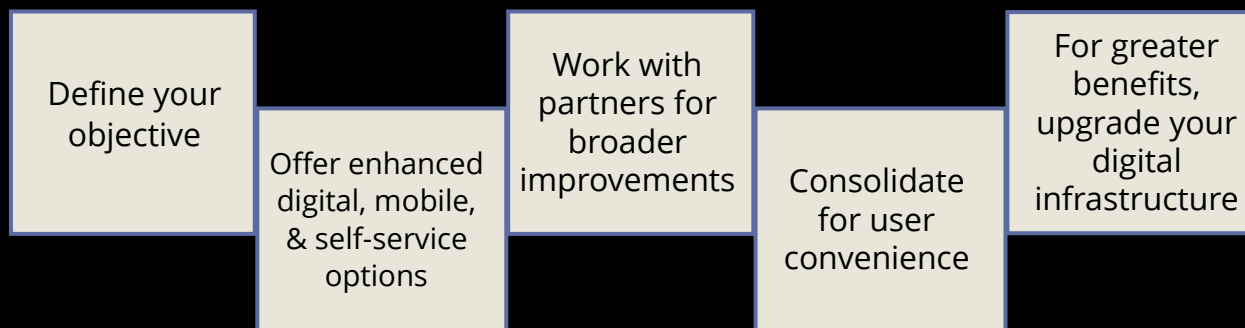 Define your
objective
Offer enhanced
digital, mobile,
& self-service
options
Work with
partners for
broader
improvements
Consolidate
for user
convenience
For greater
benefits,
upgrade your
digital
infrastructure